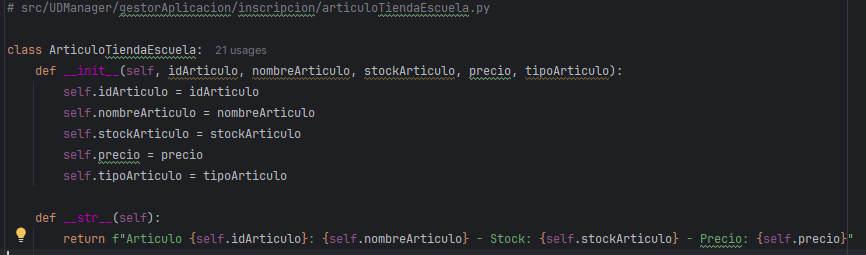 # src/UDManager/gestorAplicacion/inscripcion/articuloTiendaEscuela.py
class ArticuloTiendaEscuela: 21 usages
def __init__(self, idArticulo, nombreArticulo, stockArticulo, precio, tipoArticulo):
self.idArticulo = idArticulo
self.nombreArticulo = nombreArticulo
self.stockArticulo = stockArticulo
self.precio = precio
self.tipoArticulo = tipoArticulo
def __str__(self):
return f"Articulo {self.idArticulo}: {self.nombreArticulo} - Stock: {self.stockArticulo} - Precio: {self.precio}"